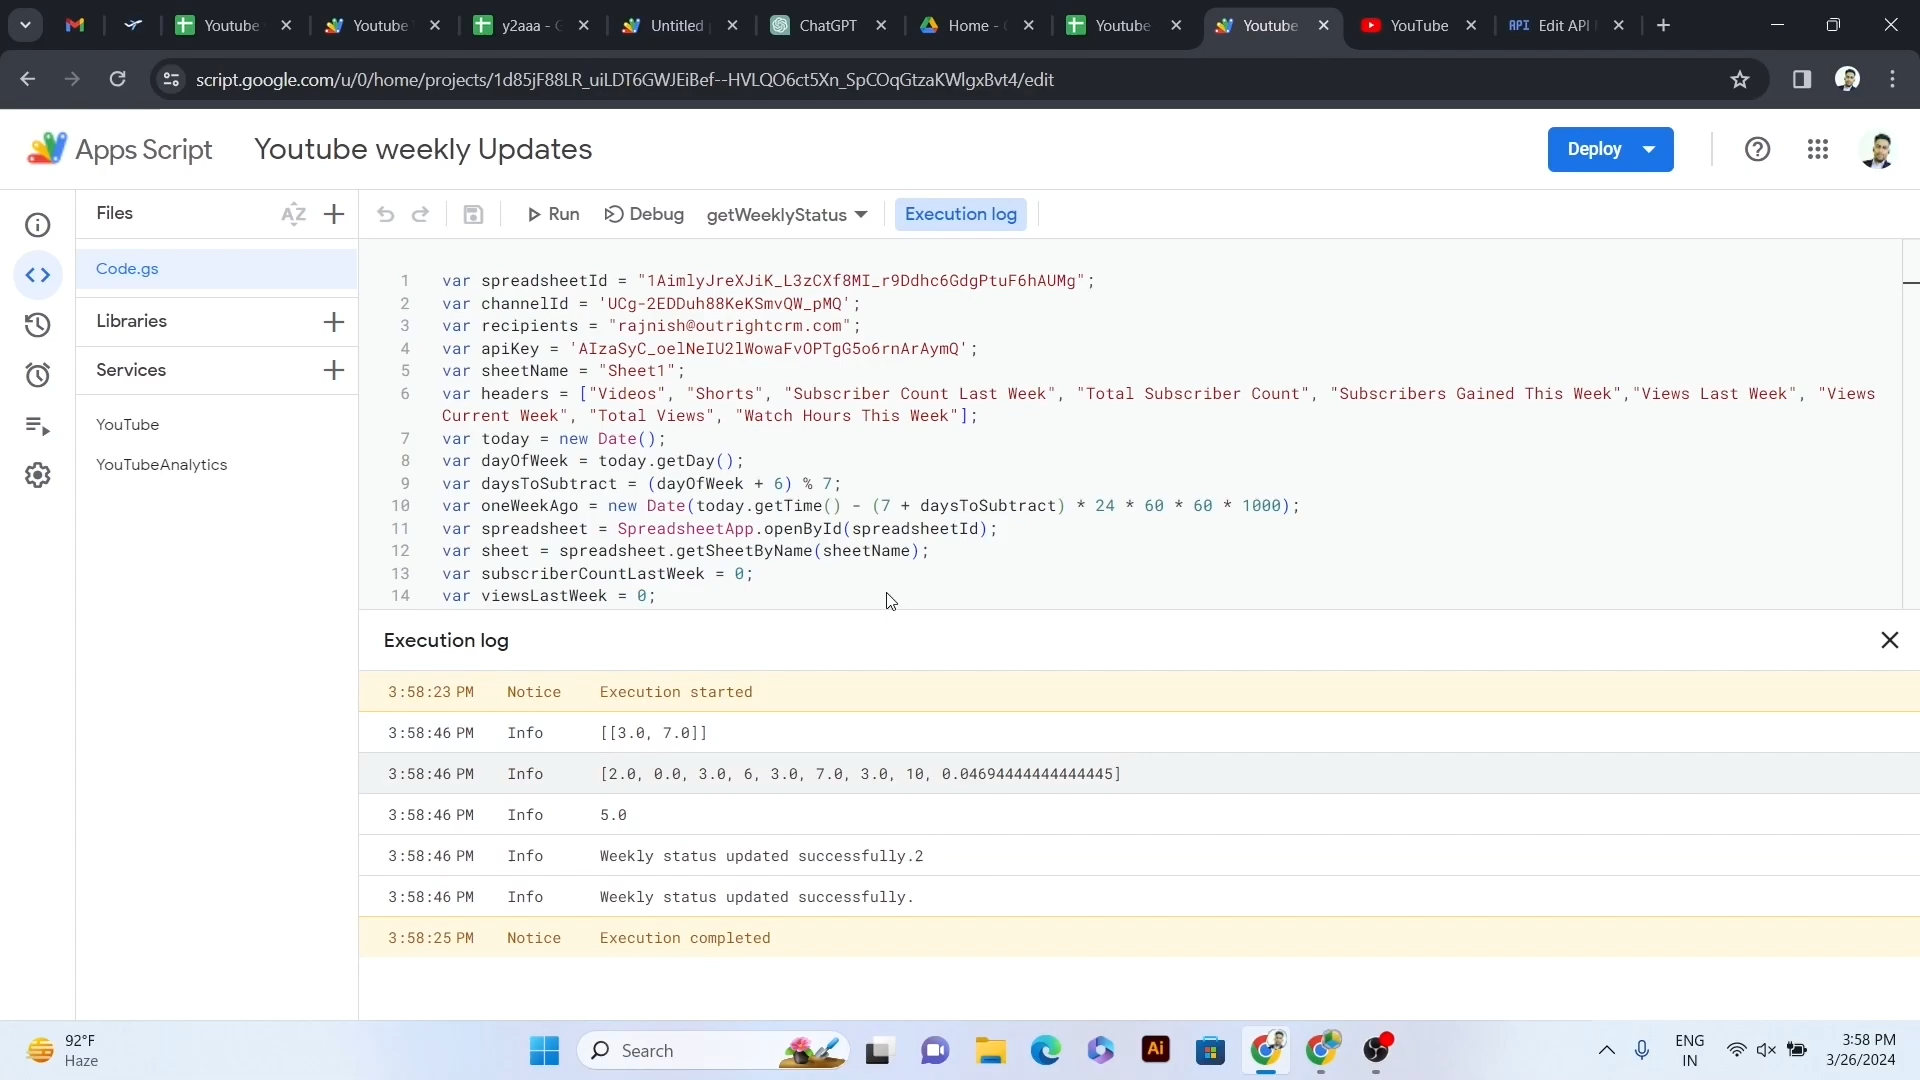 Youtube
Youtube
y2aaa - G
Untitled
ChatGPT
Home -
Youtube
Youtube
YouTube
API Edit API
script.google.com/u/0/home/projects/1d85jF88LR_uiLDT6GWJEiBef--HVLQO6ct5Xn_SpCOqGtzaKWlgxBvt4/edit
Apps Script
Youtube weekly Updates
Deploy
Files
AZ
Run
Debug
getWeeklyStatus
Execution log
Code.gs
Libraries
Services
YouTube
YouTubeAnalytics
1 var spreadsheetId = "1AimlyJreXJiK_L3zCXf8MI_r9Ddhc6GdgPtuF6hAUMg";
2 var channelId = 'UCg-2EDDuh88KeKSmvQW_pMQ';
3 var recipients = "rajnish@outrightcrm.com";
4 var apiKey = 'AIzaSyC_oelNeIU2lWowaFvOPTgG5o6rnArAymQ';
5 var sheetName = "Sheet1";
6 var headers = ["Videos", "Shorts", "Subscriber Count Last Week", "Total Subscriber Count", "Subscribers Gained This Week","Views Last Week", "Views
Current Week", "Total Views", "Watch Hours This Week"];
7 var today = new Date();
8 var dayOfWeek = today.getDay();
9 var daysToSubtract = (dayOfWeek + 6) % 7;
10 var oneWeekAgo = new Date(today.getTime() - (7 + daysToSubtract) * 24 * 60 * 60 * 1000);
11 var spreadsheet = SpreadsheetApp.openById(spreadsheetId);
12 var sheet = spreadsheet.getSheetByName(sheetName);
13 var subscriberCountLastWeek = 0;
14 var viewsLastWeek = 0;
Execution log
3:58:23 PM Notice Execution started
3:58:46 PM Info [[3.0, 7.0]]
3:58:46 PM Info [2.0, 0.0, 3.0, 6, 3.0, 7.0, 3.0, 10, 0.04694444444444445]
3:58:46 PM Info 5.0
3:58:46 PM Info Weekly status updated successfully.2
3:58:46 PM Info Weekly status updated successfully.
3:58:25 PM Notice Execution completed
92°F
Haze
Search
Ai
ENG
IN
3:58 PM
3/26/2024